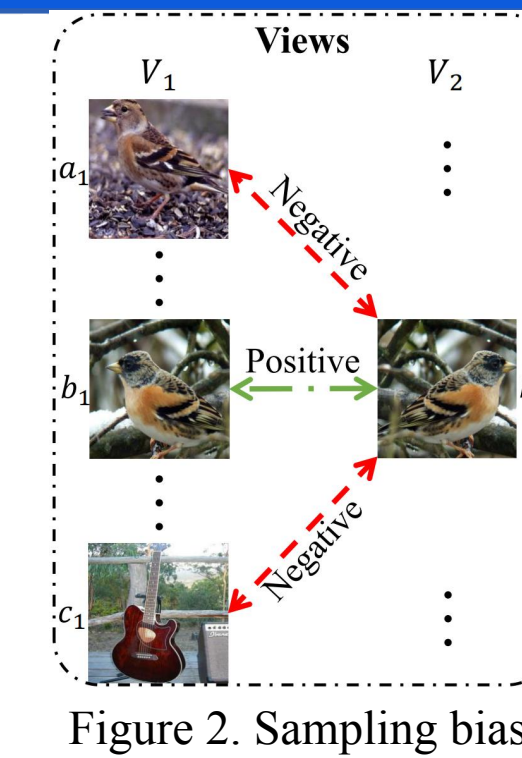 Views
V₁ V₂
a₁
Negative
b₁
Positive
Negative
c₁
Figure 2. Sampling bias